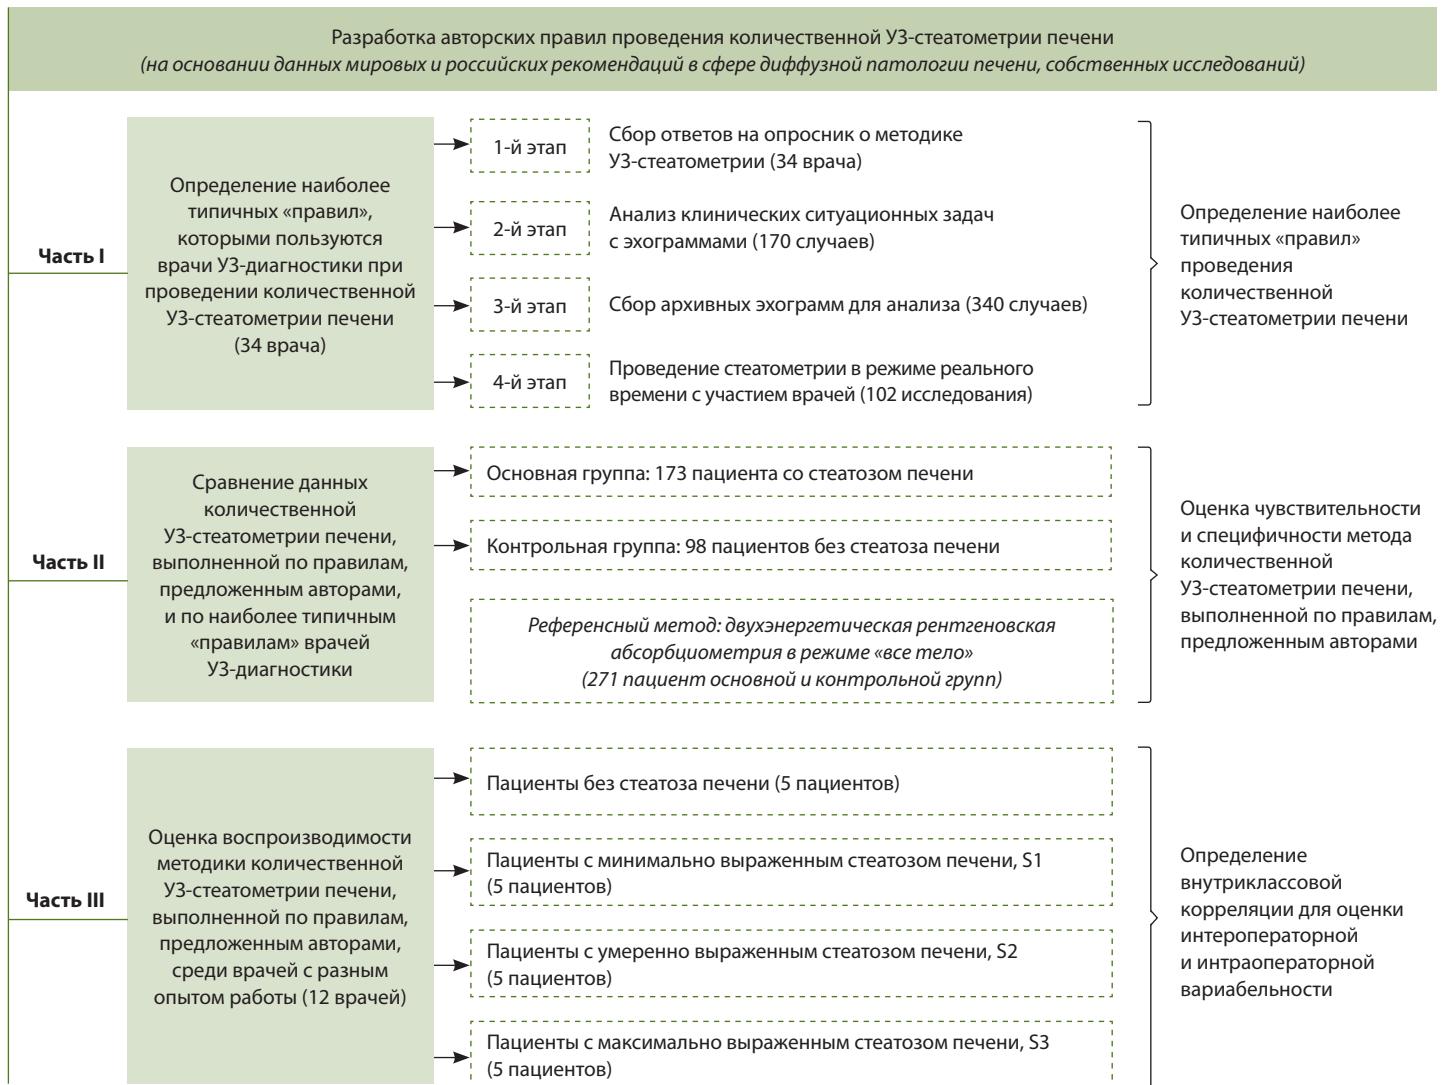 Разработка авторских правил проведения количественной УЗ-стеатометрии печени
(на основании данных мировых и российских рекомендаций в сфере диффузной патологии печени, собственных исследований)
Часть I
Определение наиболее
типичных «правил»,
которыми пользуются
врачи УЗ-диагностики при
проведении количественной
УЗ-стеатометрии печени
(34 врача)
1-й этап
Сбор ответов на опросник о методике
УЗ-стеатометрии (34 врача)
2-й этап
Анализ клинических ситуационных задач
с эхограммами (170 случаев)
3-й этап
Сбор архивных эхограмм для анализа (340 случаев)
4-й этап
Проведение стеатометрии в режиме реального
времени с участием врачей (102 исследования)
Определение наиболее
типичных «правил»
проведения
количественной
УЗ-стеатометрии печени
Часть II
Сравнение данных
количественной
УЗ-стеатометрии печени,
выполненной по правилам,
предложенным авторами,
и по наиболее типичным
«правилам» врачей
УЗ-диагностики
Основная группа: 173 пациента со стеатозом печени
Контрольная группа: 98 пациентов без стеатоза печени
Референсный метод: двухэнергетическая рентгеновская
абсорбциометрия в режиме «все тело»
(271 пациент основной и контрольной групп)
Оценка чувствительности
и специфичности метода
количественной
УЗ-стеатометрии печени,
выполненной по правилам,
предложенным авторами
Часть III
Оценка воспроизводимости
методики количественной
УЗ-стеатометрии печени,
выполненной по правилам,
предложенным авторами,
среди врачей с разным
опытом работы (12 врачей)
Пациенты без стеатоза печени (5 пациентов)
Пациенты с минимально выраженным стеатозом печени, S1
(5 пациентов)
Пациенты с умеренно выраженным стеатозом печени, S2
(5 пациентов)
Пациенты с максимально выраженным стеатозом печени, S3
(5 пациентов)
Определение
внутриклассовой
корреляции для оценки
интероператорной
и интраоператорной
вариабельности